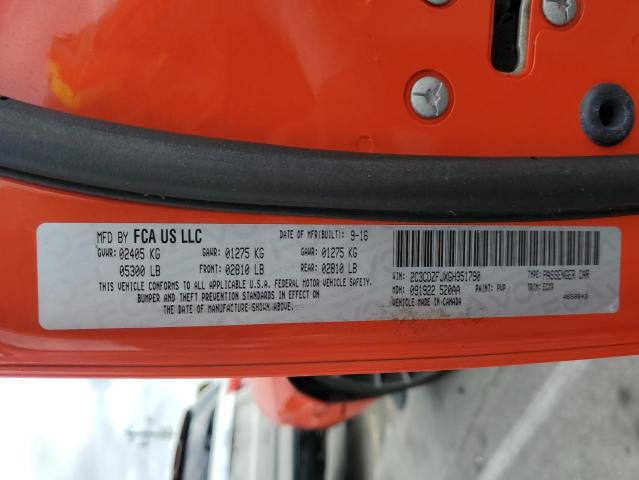 MFD BY FCA US LLC DATE OF MFR(BUILT): 9-16
GVWR: 02405 KG GAWR: 01275 KG GAWR: 01275 KG
05300 LB FRONT: 02810 LB REAR: 02810 LB
THIS VEHICLE CONFORMS TO ALL APPLICABLE U.S.A. FEDERAL MOTOR VEHICLE SAFETY,
BUMPER AND THEFT PREVENTION STANDARDS IN EFFECT ON
THE DATE OF MANUFACTURE SHOWN ABOVE.
VIN: 2C3CDZFJXGH351790 TYPE: PASSENGER CAR
MDH: 091922 520AA PAINT: PVP TRIM: ECX9
VEHICLE MADE IN CANADA 4658843